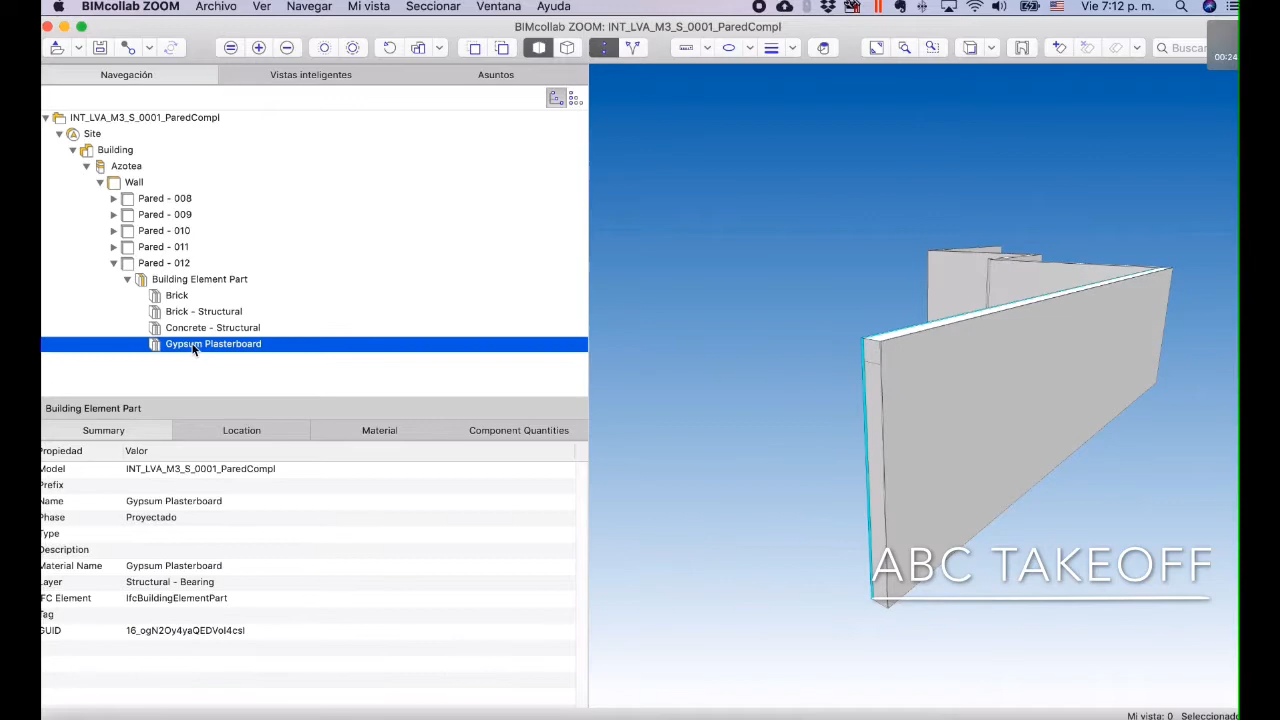 BIMcollab ZOOM Archivo Ver Navegar Mi vista Seleccionar Ventana Ayuda Vie 7:12 p. m.
BIMcollab ZOOM: INT_LVA_M3_S_0001_ParedCompl
Buscar
00:24
Navegación Vistas inteligentes Asuntos
INT_LVA_M3_S_0001_ParedCompl
Site
Building
Azotea
Wall
Pared - 008
Pared - 009
Pared - 010
Pared - 011
Pared - 012
Building Element Part
Brick
Brick - Structural
Concrete - Structural
Gypsum Plasterboard
Building Element Part
Summary Location Material Component Quantities
Propiedad Valor
Model INT_LVA_M3_S_0001_ParedCompl
Prefix
Name Gypsum Plasterboard
Phase Proyectado
Type
Description
Material Name Gypsum Plasterboard
Layer Structural - Bearing
IFC Element IfcBuildingElementPart
Tag
GUID
ABC TAKEOFF
Mi vista: 0 Seleccionado